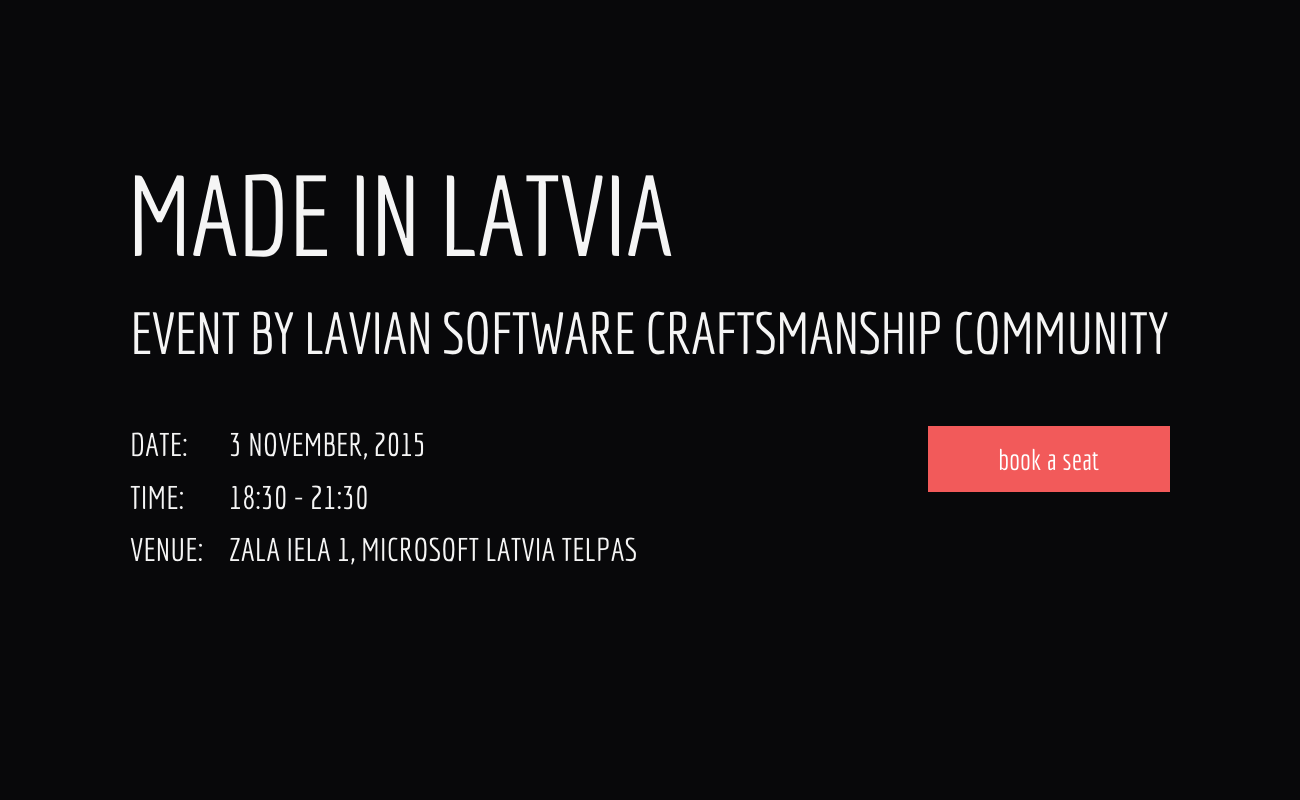 MADE IN LATVIA
EVENT BY LAVIAN SOFTWARE CRAFTSMANSHIP COMMUNITY
DATE: 3 NOVEMBER, 2015
book a seat
TIME: 18:30 - 21:30
VENUE: ZALA IELA 1, MICROSOFT LATVIA TELPAS